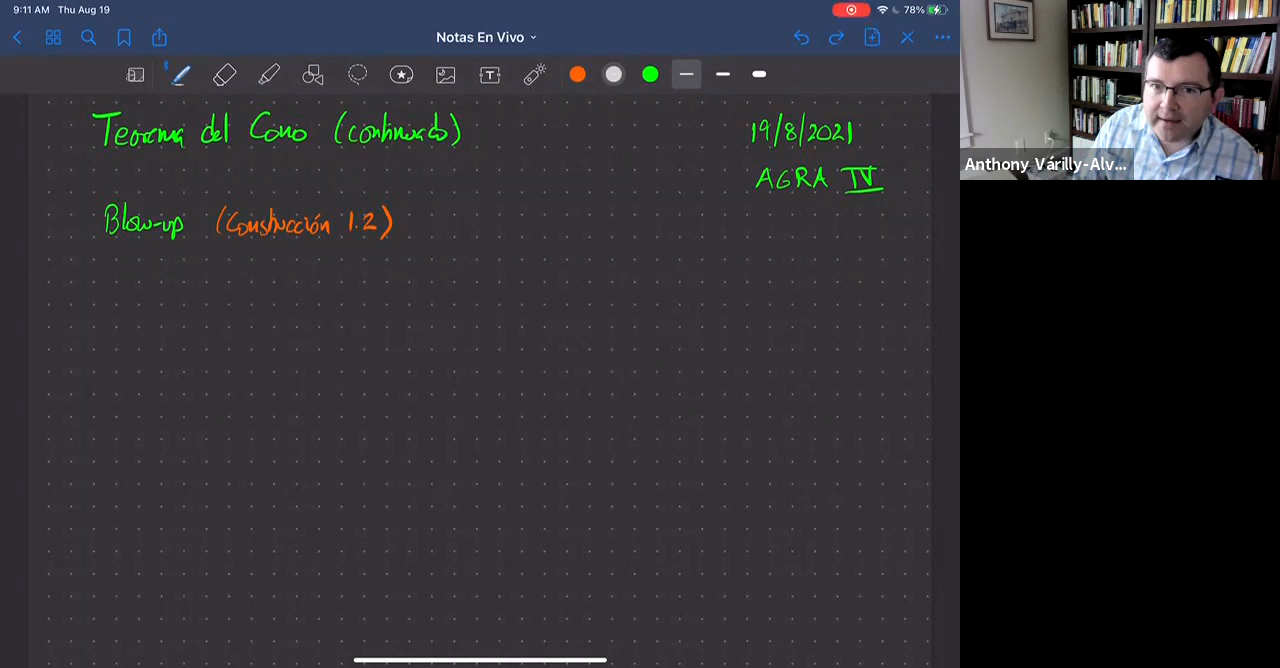 9:11 AM Thu Aug 19
78%
Notas En Vivo
Teorema del Cono (continuado)
19/8/2021
AGRA IV
Blow-up (Construcción 1.2)
Anthony Várilly-Alv...